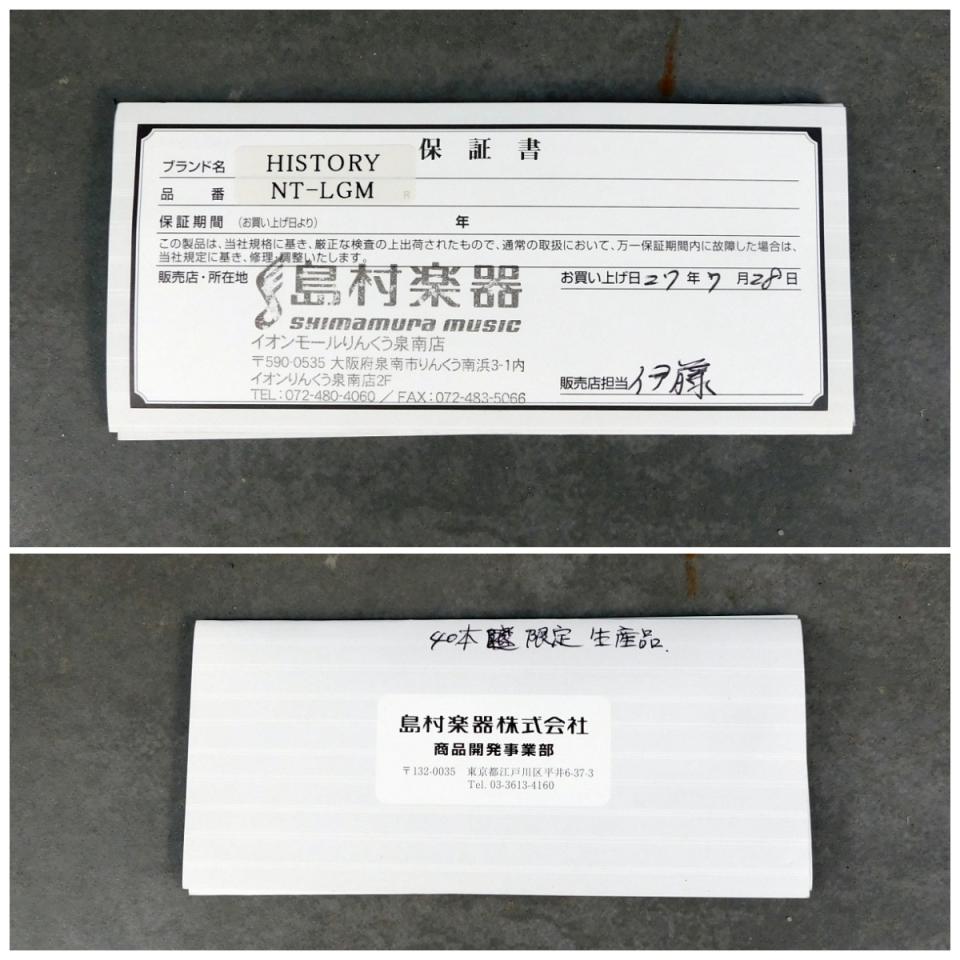 保証書
ブランド名 HISTORY
品番 NT-LGM R
保証期間 (お買い上げ日より) 年
この製品は、当社規格に基き、厳正な検査の上出荷されたもので、通常の取扱において、万一保証期間内に故障した場合は、
当社規定に基き、修理・調整いたします。
販売店・所在地 島村楽器
SHIMAMURA MUSIC
イオンモールりんくう泉南店
〒590-0535 大阪府泉南市りんくう南浜3-1内
イオンりんくう泉南店2F
TEL:072-480-4060 / FAX:072-483-5066
お買い上げ日 27年 7月28日
販売店担当 伊藤
40本 限定 生産品.
島村楽器株式会社
商品開発事業部
〒132-0035 東京都江戸川区平井6-37-3
Tel. 03-3613-4160